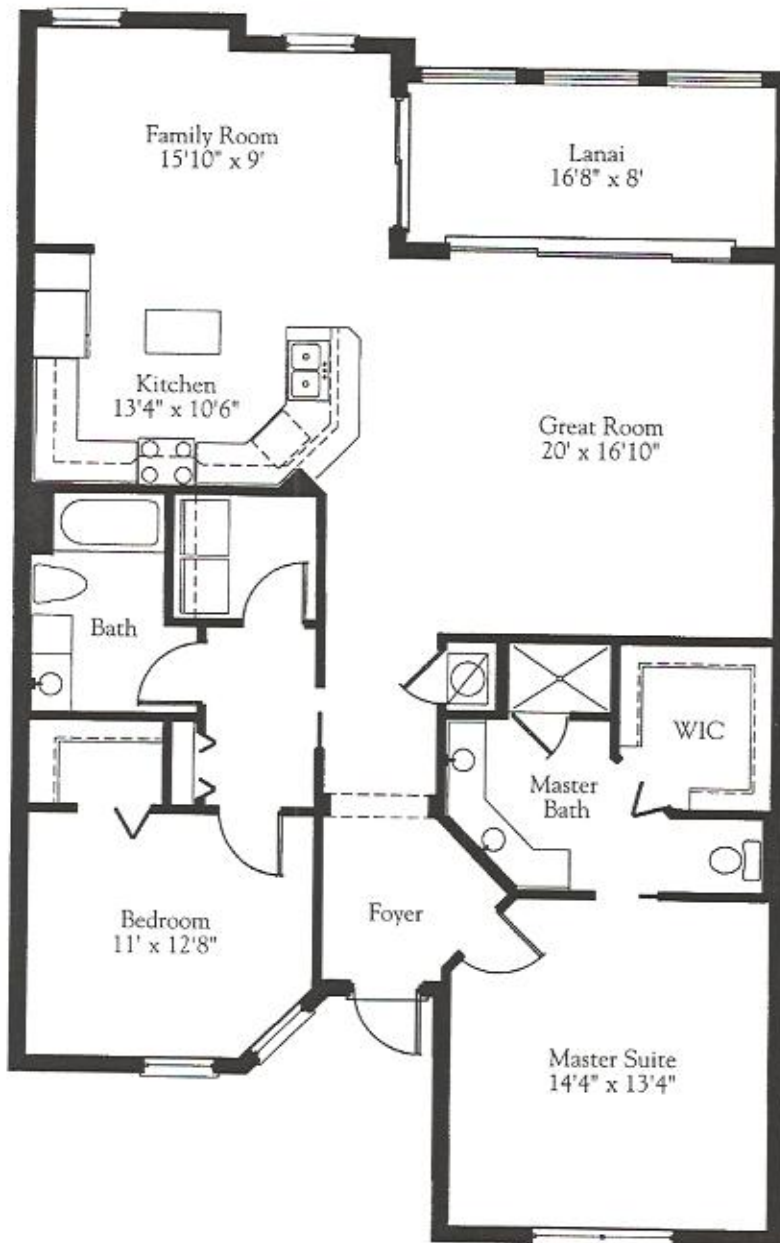 Family Room
15'10" x 9'
Lanai
16'8" x 8'
Kitchen
13'4" x 10'6"
Great Room
20' x 16'10"
Bath
WIC
Master
Bath
Bedroom
11' x 12'8"
Foyer
Master Suite
14'4" x 13'4"